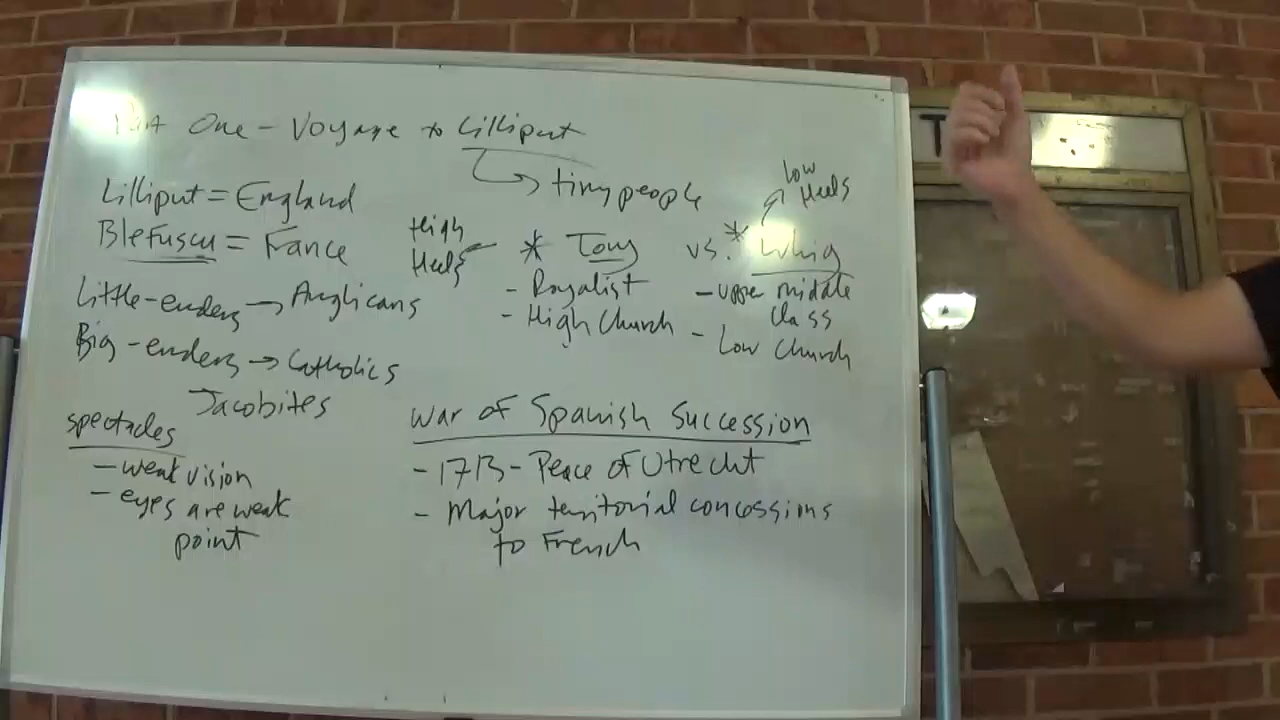 Part One - Voyage to Lilliput
tiny people
Lilliput = England
Blefuscu = France
Little-enders → Anglicans
Big-enders → Catholics
Jacobites
High
Heels
* Tory vs. * Whig
Low
Heels
- Royalist
- High Church
- upper middle
class
- Low Church
spectacles
- weak vision
- eyes are weak
point
War of Spanish Succession
- 1713 - Peace of Utrecht
- Major territorial concessions
to French
T